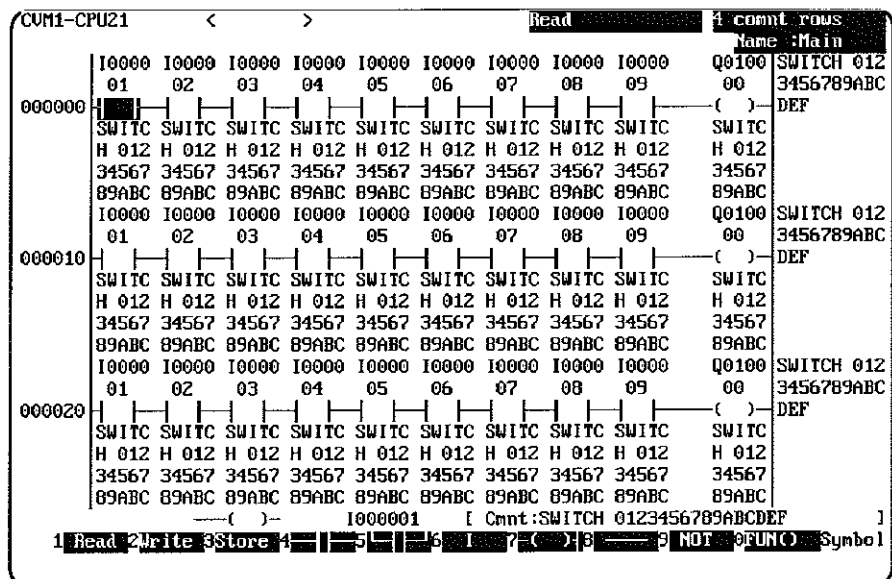 CVM1-CPU21 < > Read 4 comnt rows
Name :Main
I0000 I0000 I0000 I0000 I0000 I0000 I0000 I0000 I0000 Q0100 SWITCH 012
01 02 03 04 05 06 07 08 09 00 3456789ABC
000000 ( ) DEF
SWITC SWITC SWITC SWITC SWITC SWITC SWITC SWITC SWITC SWITC
H 012 H 012 H 012 H 012 H 012 H 012 H 012 H 012 H 012 H 012
34567 34567 34567 34567 34567 34567 34567 34567 34567 34567
89ABC 89ABC 89ABC 89ABC 89ABC 89ABC 89ABC 89ABC 89ABC 89ABC
I0000 I0000 I0000 I0000 I0000 I0000 I0000 I0000 I0000 Q0100 SWITCH 012
01 02 03 04 05 06 07 08 09 00 3456789ABC
000010 ( ) DEF
SWITC SWITC SWITC SWITC SWITC SWITC SWITC SWITC SWITC SWITC
H 012 H 012 H 012 H 012 H 012 H 012 H 012 H 012 H 012 H 012
34567 34567 34567 34567 34567 34567 34567 34567 34567 34567
89ABC 89ABC 89ABC 89ABC 89ABC 89ABC 89ABC 89ABC 89ABC 89ABC
I0000 I0000 I0000 I0000 I0000 I0000 I0000 I0000 I0000 Q0100 SWITCH 012
01 02 03 04 05 06 07 08 09 00 3456789ABC
000020 ( ) DEF
SWITC SWITC SWITC SWITC SWITC SWITC SWITC SWITC SWITC SWITC
H 012 H 012 H 012 H 012 H 012 H 012 H 012 H 012 H 012 H 012
34567 34567 34567 34567 34567 34567 34567 34567 34567 34567
89ABC 89ABC 89ABC 89ABC 89ABC 89ABC 89ABC 89ABC 89ABC 89ABC
( ) I000001 [ Cmnt:SWITCH 0123456789ABCDEF ]
1 Read 2Write 3Store 4 5 6 7 ( ) 8 9 NOT 0FUN() Symbol